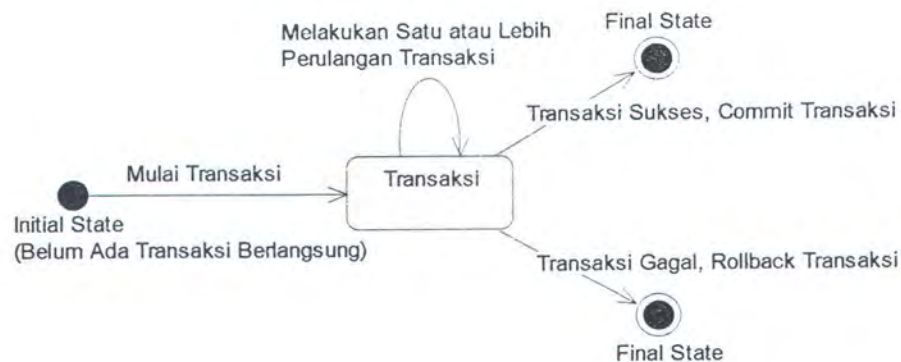 Final State
Melakukan Satu atau Lebih
Perulangan Transaksi
Transaksi Sukses, Commit Transaksi
Mulai Transaksi
Transaksi
Initial State
(Belum Ada Transaksi Berlangsung)
Transaksi Gagal, Rollback Transaksi
Final State